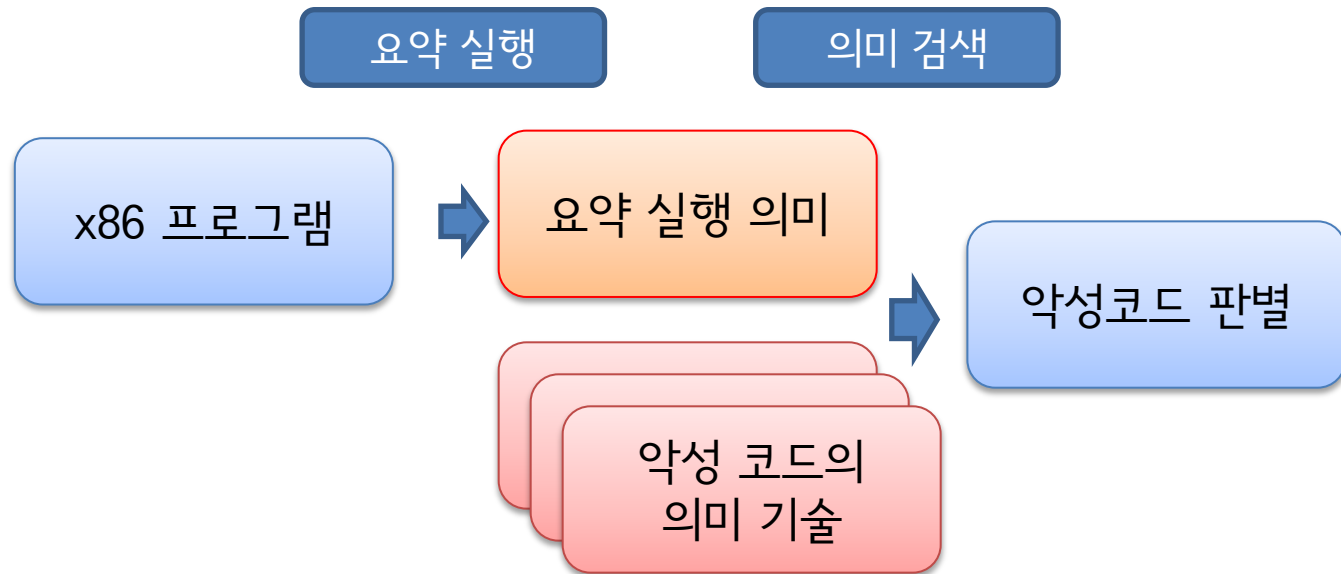 요약 실행
의미 검색
x86 프로그램
요약 실행 의미
악성코드 판별
악성 코드의
의미 기술